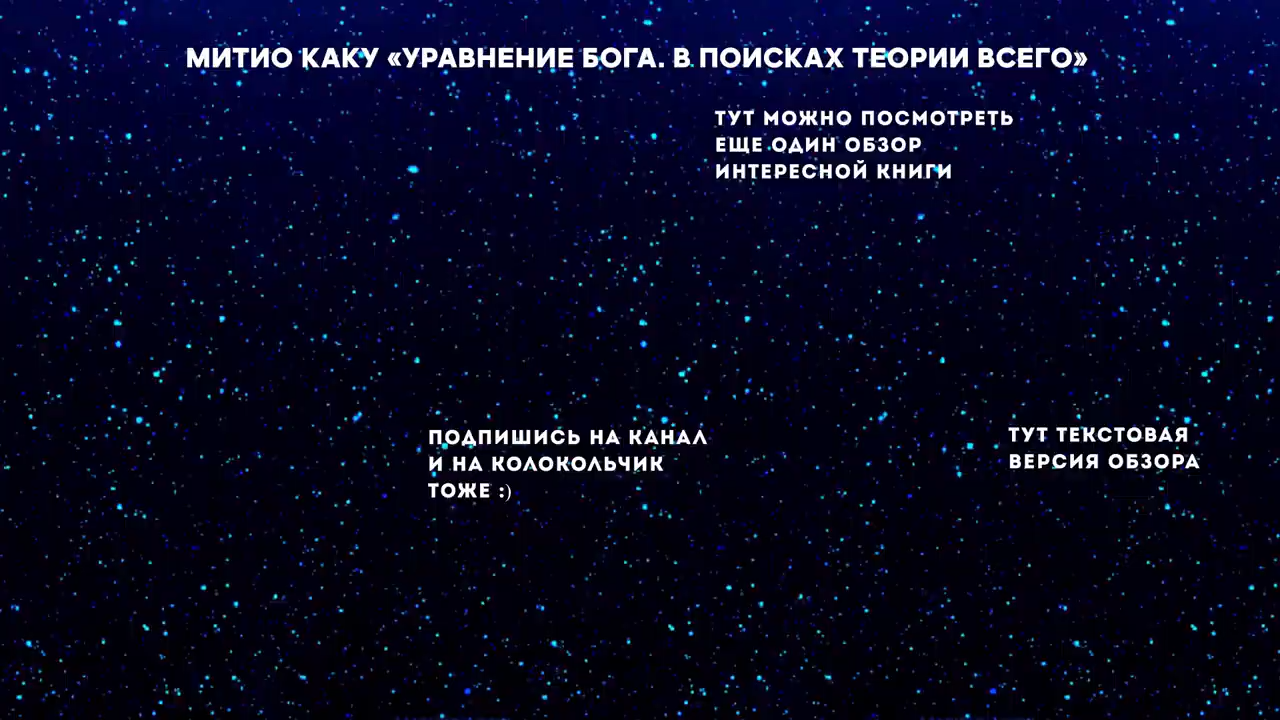 МИТИО КАКУ «УРАВНЕНИЕ БОГА. В ПОИСКАХ ТЕОРИИ ВСЕГО»
ТУТ МОЖНО ПОСМОТРЕТЬ
ЕЩЕ ОДИН ОБЗОР
ИНТЕРЕСНОЙ КНИГИ
ПОДПИШИСЬ НА КАНАЛ
И НА КОЛОКОЛЬЧИК
ТОЖЕ :)
ТУТ ТЕКСТОВАЯ
ВЕРСИЯ ОБЗОРА